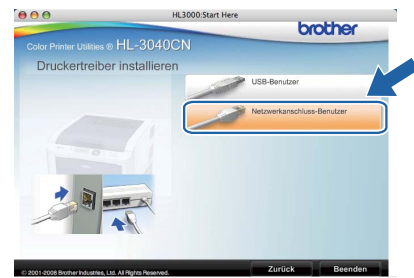 HL3000:Start Here
brother
Color Printer Utilities ® HL-3040CN
Druckertreiber installieren
USB-Benutzer
Netzwerkanschluss-Benutzer
© 2001-2008 Brother Industries, Ltd. All Rights Reserved.
Zurück
Beenden